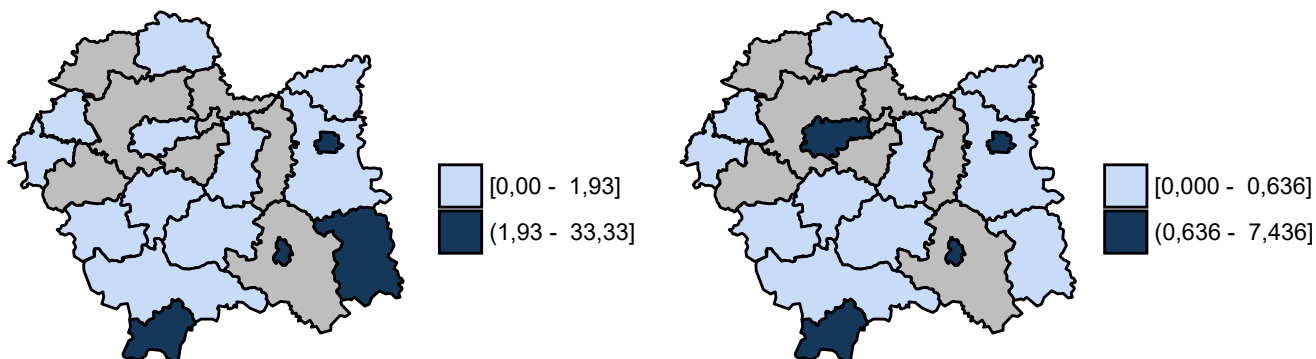 [0,00 - 1,93]
(1,93 - 33,33]
[0,000 - 0,636]
(0,636 - 7,436]